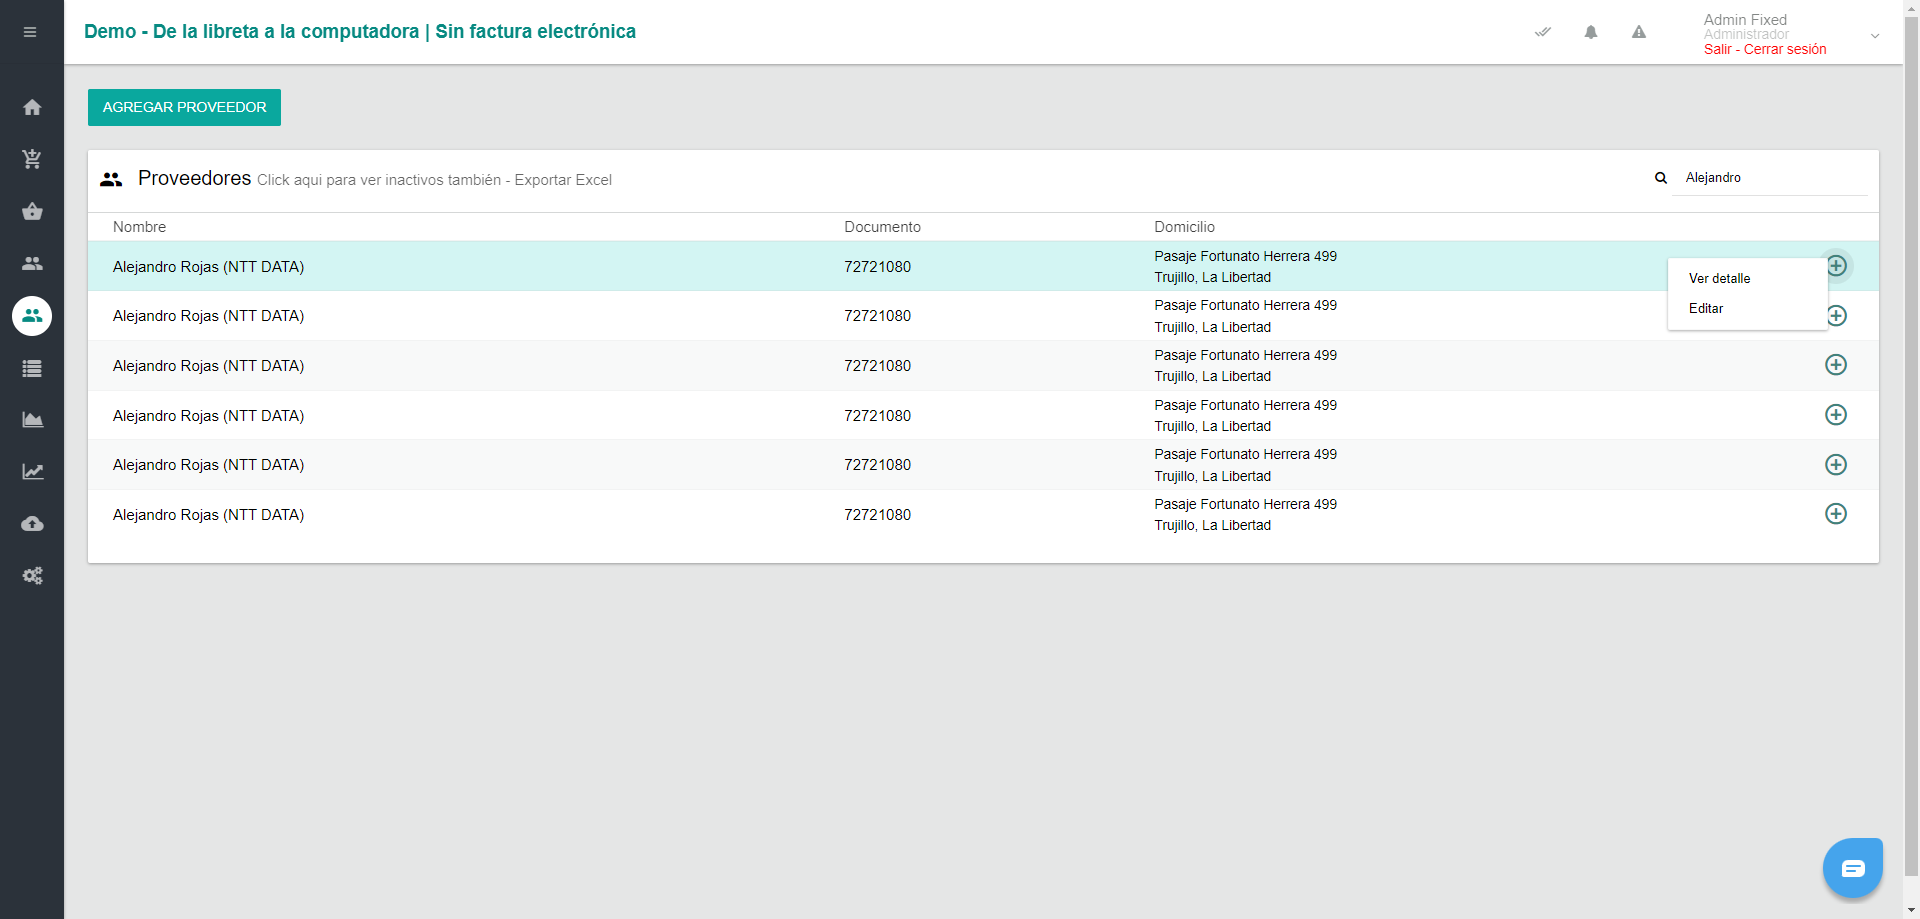 Demo - De la libreta a la computadora | Sin factura electrónica
Admin Fixed
Administrador
Salir - Cerrar sesión
AGREGAR PROVEEDOR
Proveedores Click aqui para ver inactivos también - Exportar Excel
Alejandro
Nombre Documento Domicilio
Alejandro Rojas (NTT DATA) 72721080 Pasaje Fortunato Herrera 499
Trujillo, La Libertad
Ver detalle
Editar
Alejandro Rojas (NTT DATA) 72721080 Pasaje Fortunato Herrera 499
Trujillo, La Libertad
Alejandro Rojas (NTT DATA) 72721080 Pasaje Fortunato Herrera 499
Trujillo, La Libertad
Alejandro Rojas (NTT DATA) 72721080 Pasaje Fortunato Herrera 499
Trujillo, La Libertad
Alejandro Rojas (NTT DATA) 72721080 Pasaje Fortunato Herrera 499
Trujillo, La Libertad
Alejandro Rojas (NTT DATA) 72721080 Pasaje Fortunato Herrera 499
Trujillo, La Libertad